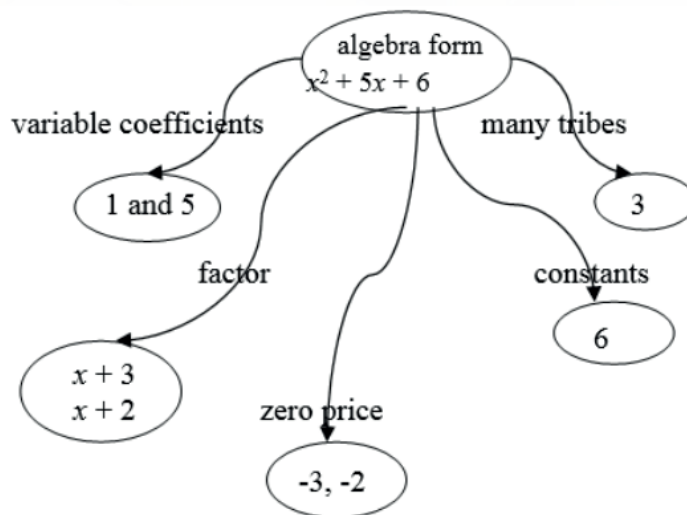 algebra form
x² + 5x + 6
variable coefficients
many tribes
1 and 5
3
factor
constants
6
x + 3
x + 2
zero price
-3, -2